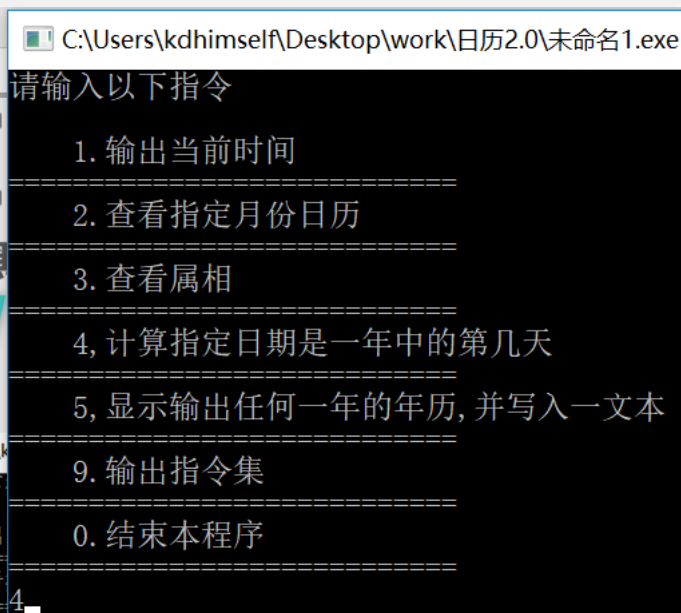 C:\Users\kdhimself\Desktop\work\日历2.0\未命名1.exe
请输入以下指令
1.输出当前时间
============================
2.查看指定月份日历
============================
3.查看属相
============================
4,计算指定日期是一年中的第几天
============================
5,显示输出任何一年的年历,并写入一文本
============================
9.输出指令集
============================
0.结束本程序
============================
4